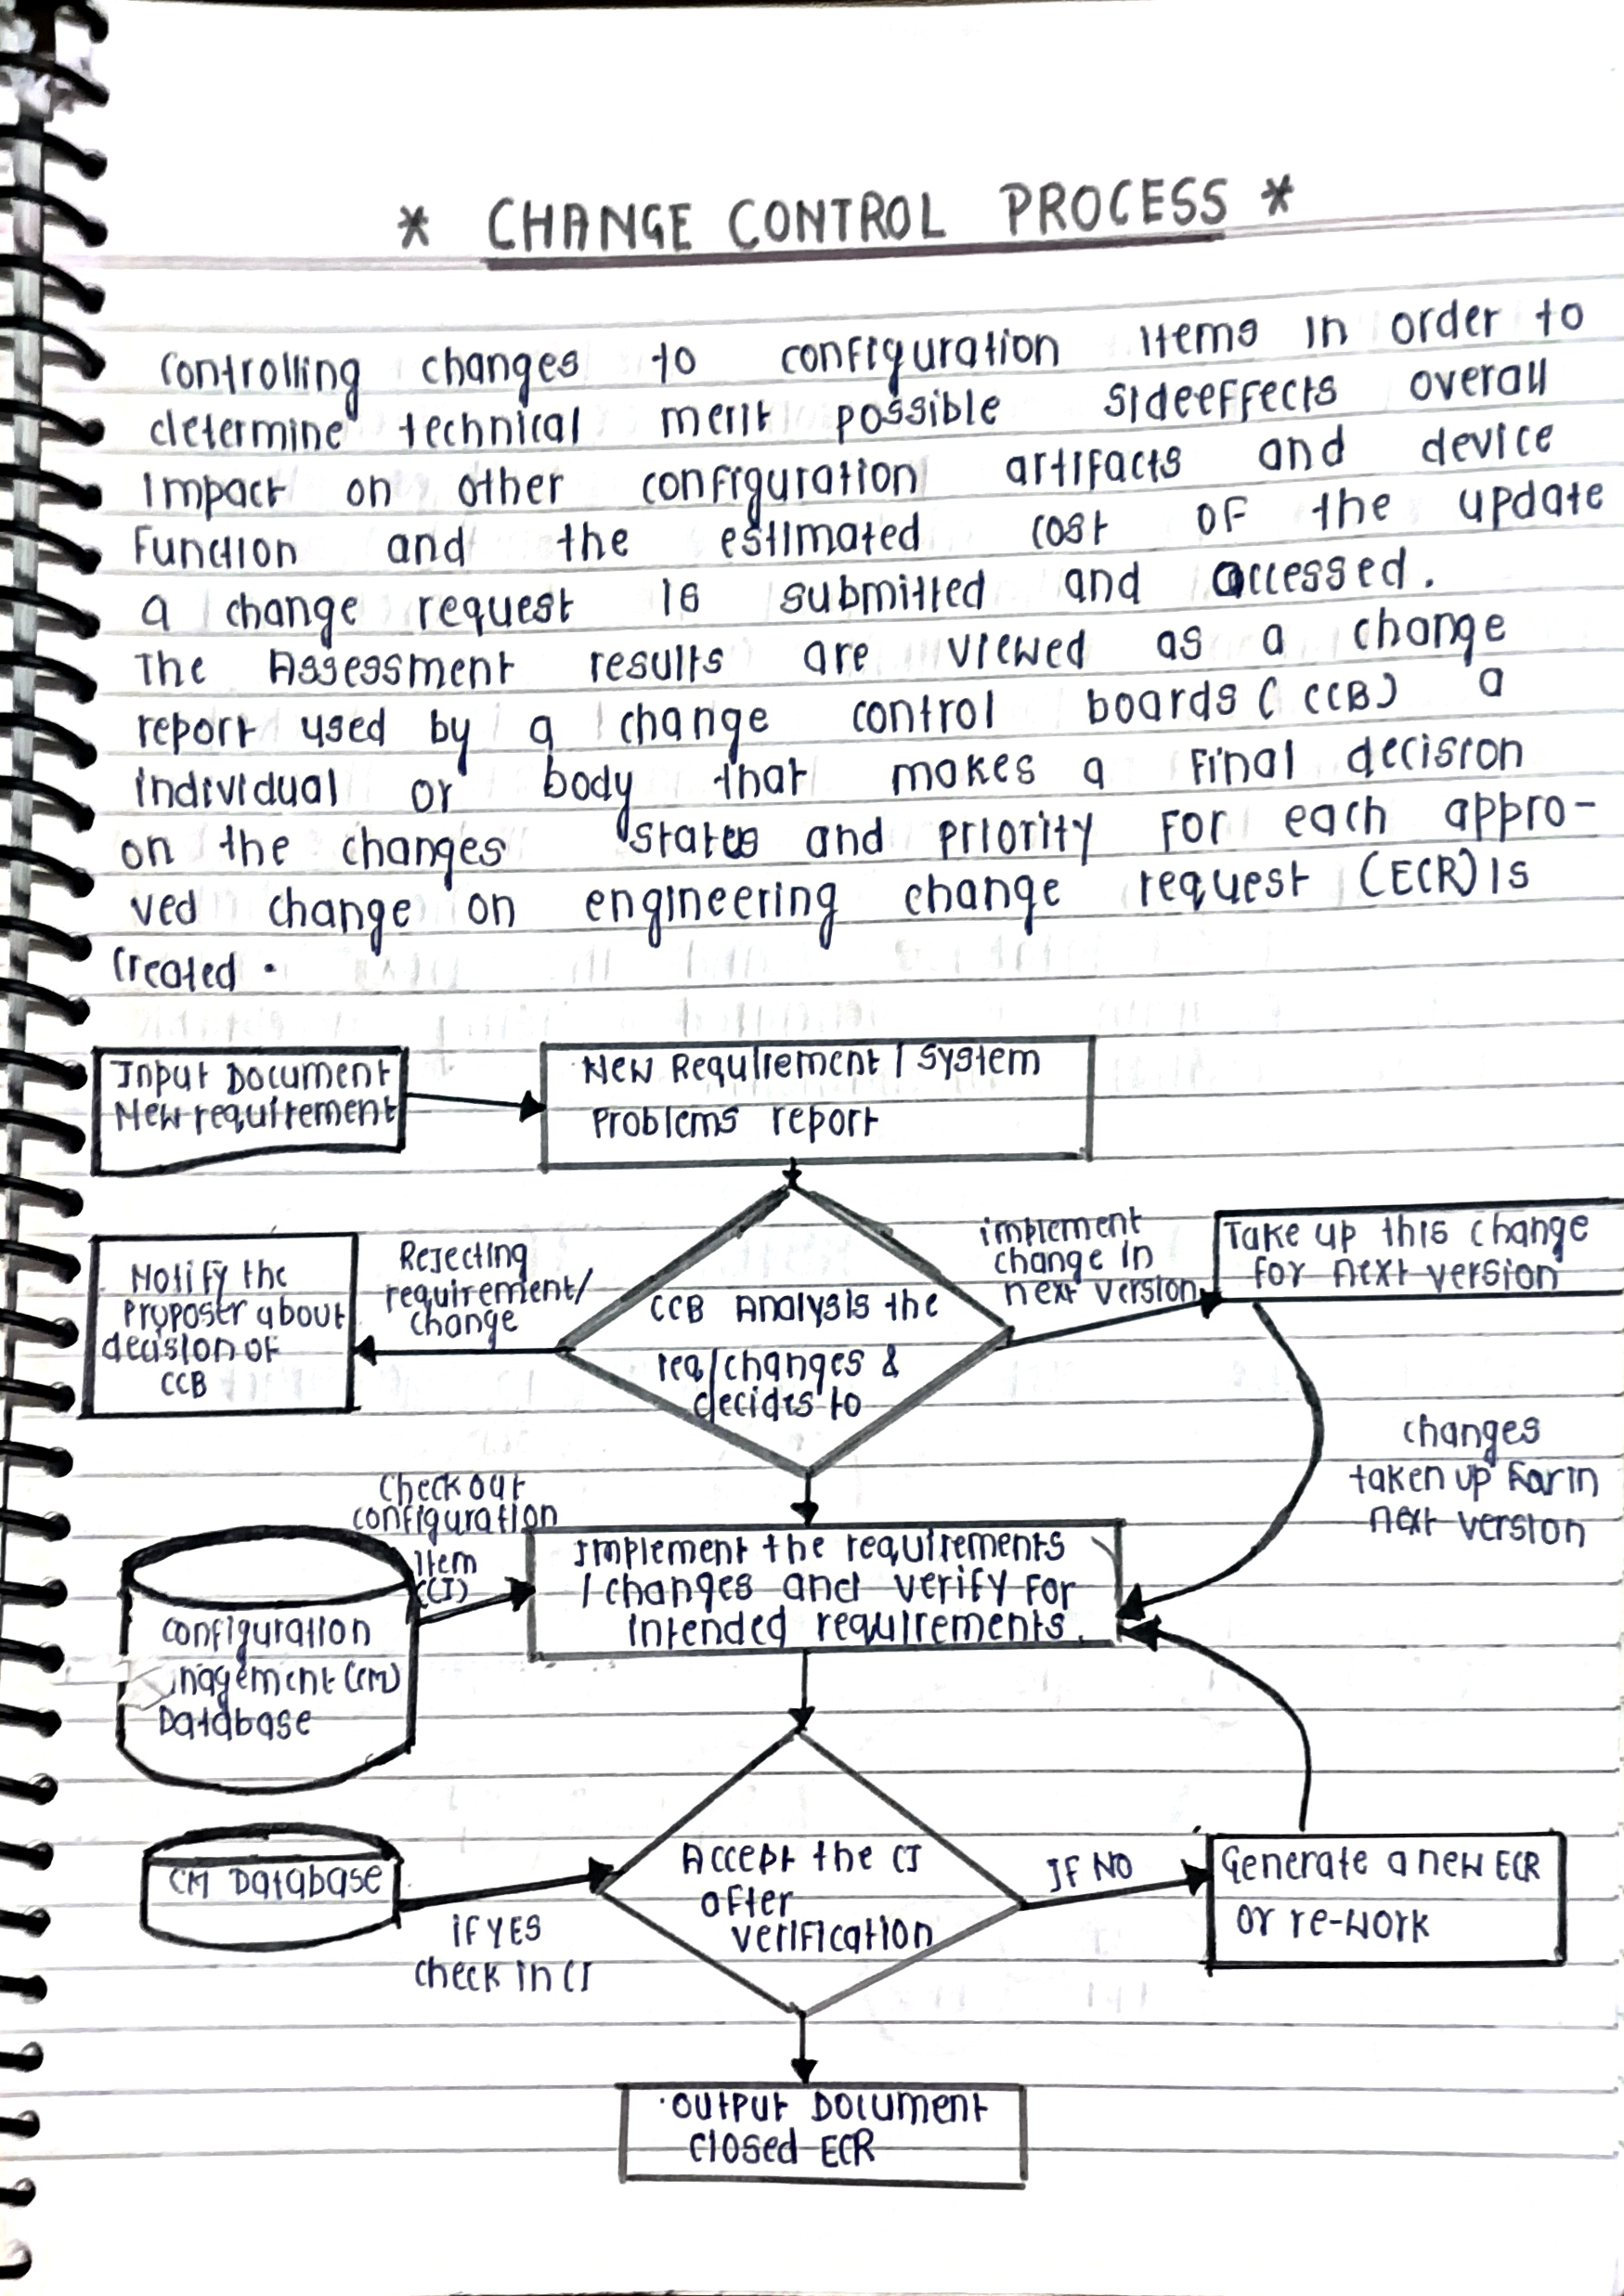 * CHANGE CONTROL PROCESS *
Controlling changes to configuration items in order to
determine technical merit possible sideeffects overall
impact on other configuration artifacts and device
function and the estimated cost of the update
a change request is submitted and accessed.
The Assessment results are viewed as a change
report used by a change control boards (CCB) a
individual or body that makes a final decision
on the changes states and priority for each appro-
ved change on engineering change request (ECR) is
created.
Input Document
New requirement
New Requirement / System
Problems report
Notify the
proposer about
decision of
CCB
Rejecting
requirement/
change
CCB Analysis the
req/changes &
decides to
implement
change in
next version
Take up this change
for next version
changes
taken up for in
next version
Check out
configuration
Item
(CI)
Configuration
nagement (CM)
Database
Implement the requirements
/ changes and verify for
intended requirements.
CM Database
if YES
check in CI
Accept the CI
after
verification
IF NO
Generate a new ECR
or re-work
Output Document
closed ECR